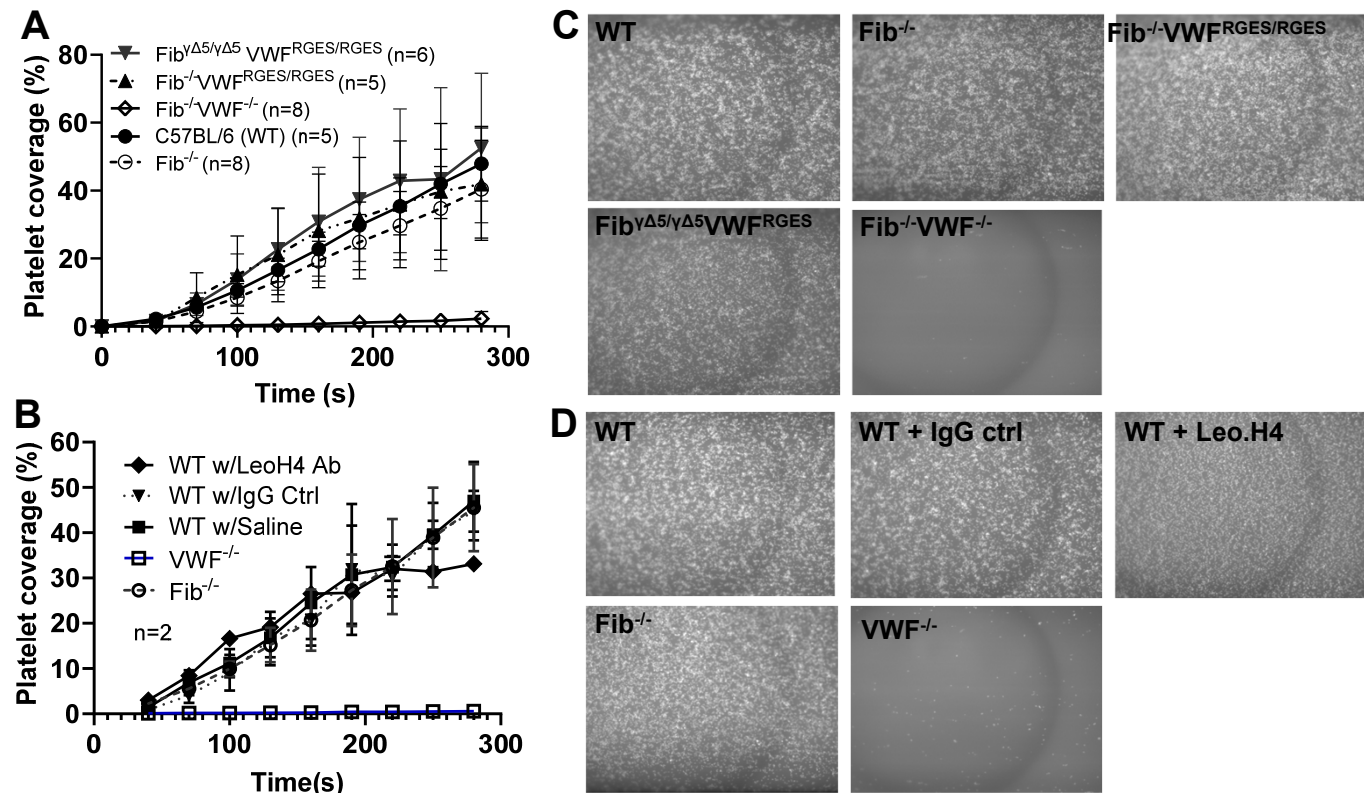 A
Platelet coverage (%)
80
60
40
20
0
Fibγ∆5/γ∆5 VWFRGES/RGES (n=6)
Fib-/-VWFRGES/RGES (n=5)
Fib-/-VWF-/- (n=8)
C57BL/6 (WT) (n=5)
Fib-/- (n=8)
0 100 200 300
Time (s)
B
Platelet coverage (%)
60
50
40
30
20
10
0
WT w/LeoH4 Ab
WT w/IgG Ctrl
WT w/Saline
VWF-/-
Fib-/-
n=2
0 100 200 300
Time(s)
C
WT
Fib-/-
Fib-/-VWFRGES/RGES
Fibγ∆5/γ∆5VWFRGES
Fib-/-VWF-/-
D
WT
WT + IgG ctrl
WT + Leo.H4
Fib-/-
VWF-/-